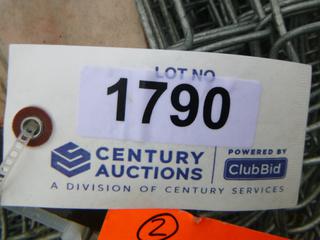 LOT NO
1790
CENTURY AUCTIONS
POWERED BY
ClubBid
A DIVISION OF CENTURY SERVICES
2